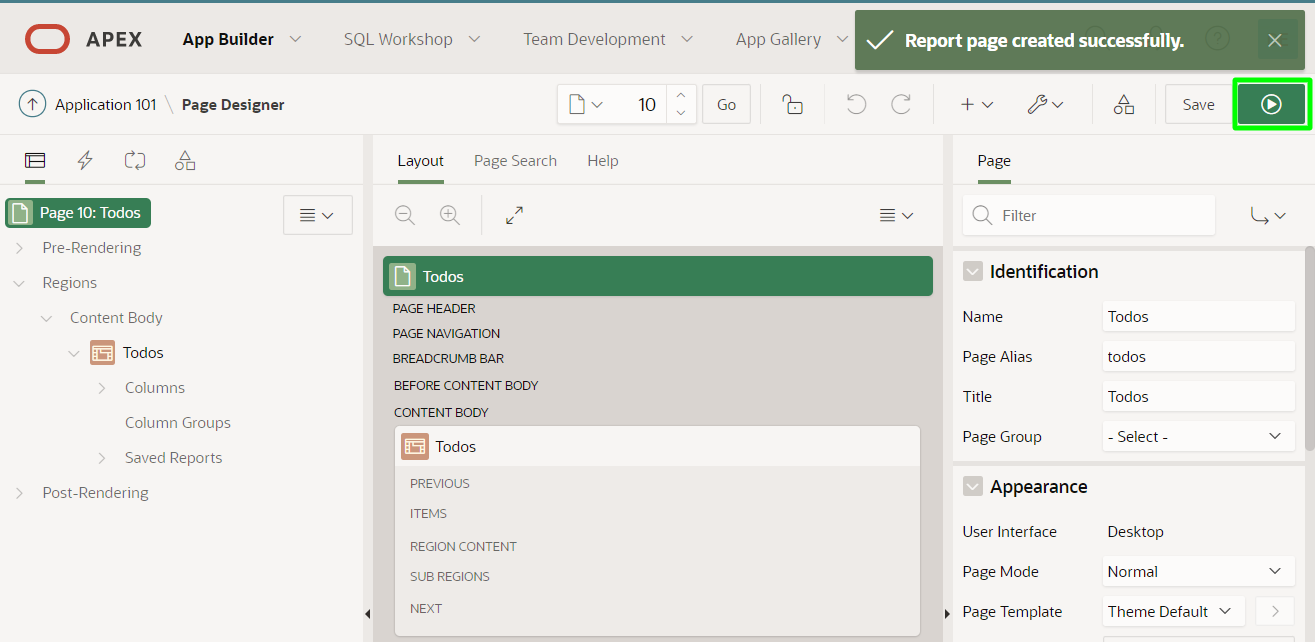 APEX App Builder SQL Workshop Team Development App Gallery
Report page created successfully.
Application 101 \ Page Designer
10 Go Save
Layout Page Search Help
Page
Page 10: Todos
Pre-Rendering
Regions
Content Body
Todos
Columns
Column Groups
Saved Reports
Post-Rendering
Todos
PAGE HEADER
PAGE NAVIGATION
BREADCRUMB BAR
BEFORE CONTENT BODY
CONTENT BODY
Todos
PREVIOUS
ITEMS
REGION CONTENT
SUB REGIONS
NEXT
Filter
Identification
Name Todos
Page Alias todos
Title Todos
Page Group - Select -
Appearance
User Interface Desktop
Page Mode Normal
Page Template Theme Default